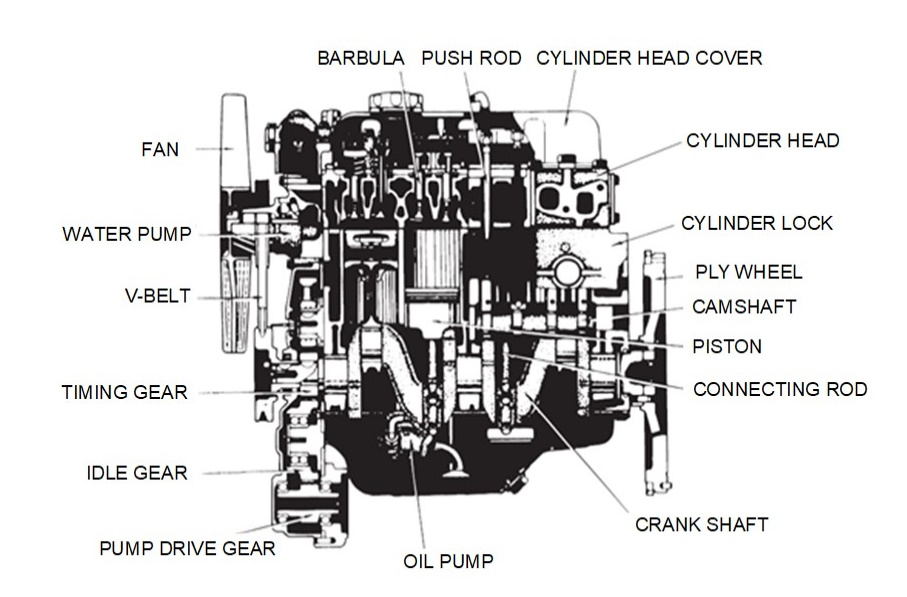 BARBULA PUSH ROD CYLINDER HEAD COVER
FAN
CYLINDER HEAD
WATER PUMP
CYLINDER LOCK
V-BELT
PLY WHEEL
CAMSHAFT
PISTON
TIMING GEAR
CONNECTING ROD
IDLE GEAR
CRANK SHAFT
PUMP DRIVE GEAR
OIL PUMP